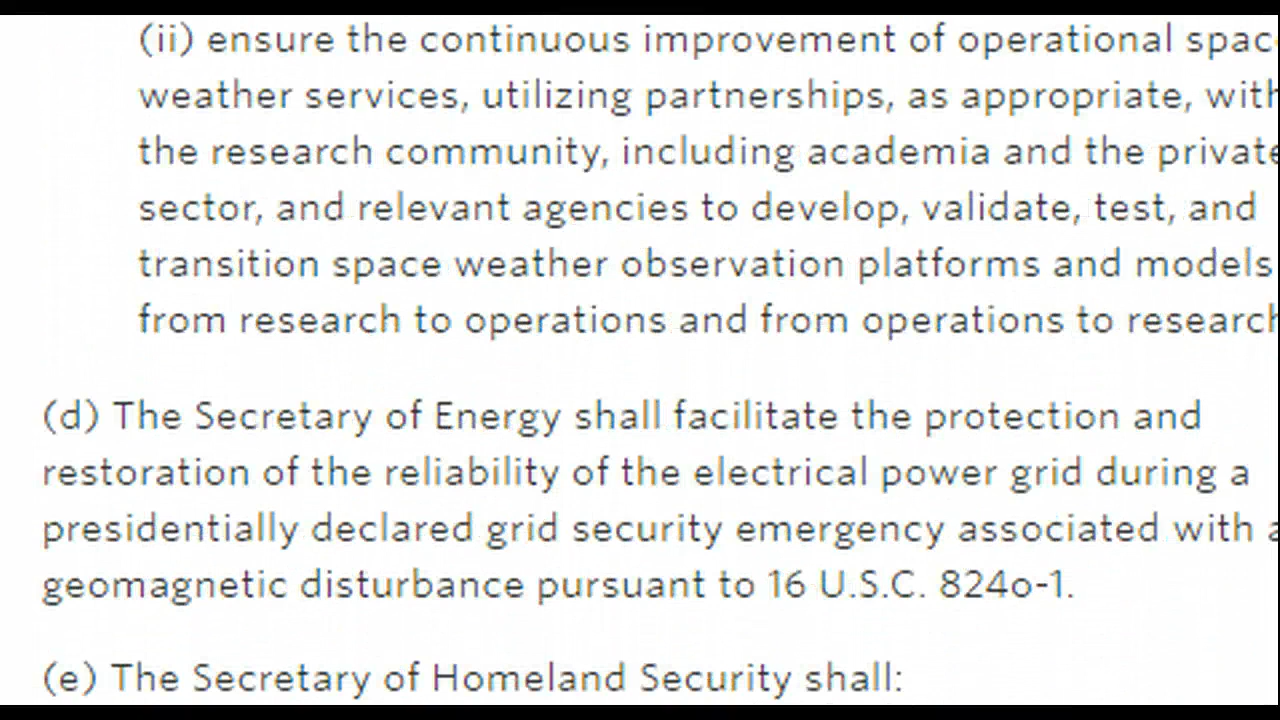 (ii) ensure the continuous improvement of operational spac
weather services, utilizing partnerships, as appropriate, with
the research community, including academia and the private
sector, and relevant agencies to develop, validate, test, and
transition space weather observation platforms and models
from research to operations and from operations to research
(d) The Secretary of Energy shall facilitate the protection and
restoration of the reliability of the electrical power grid during a
presidentially declared grid security emergency associated with a
geomagnetic disturbance pursuant to 16 U.S.C. 824o-1.
(e) The Secretary of Homeland Security shall: